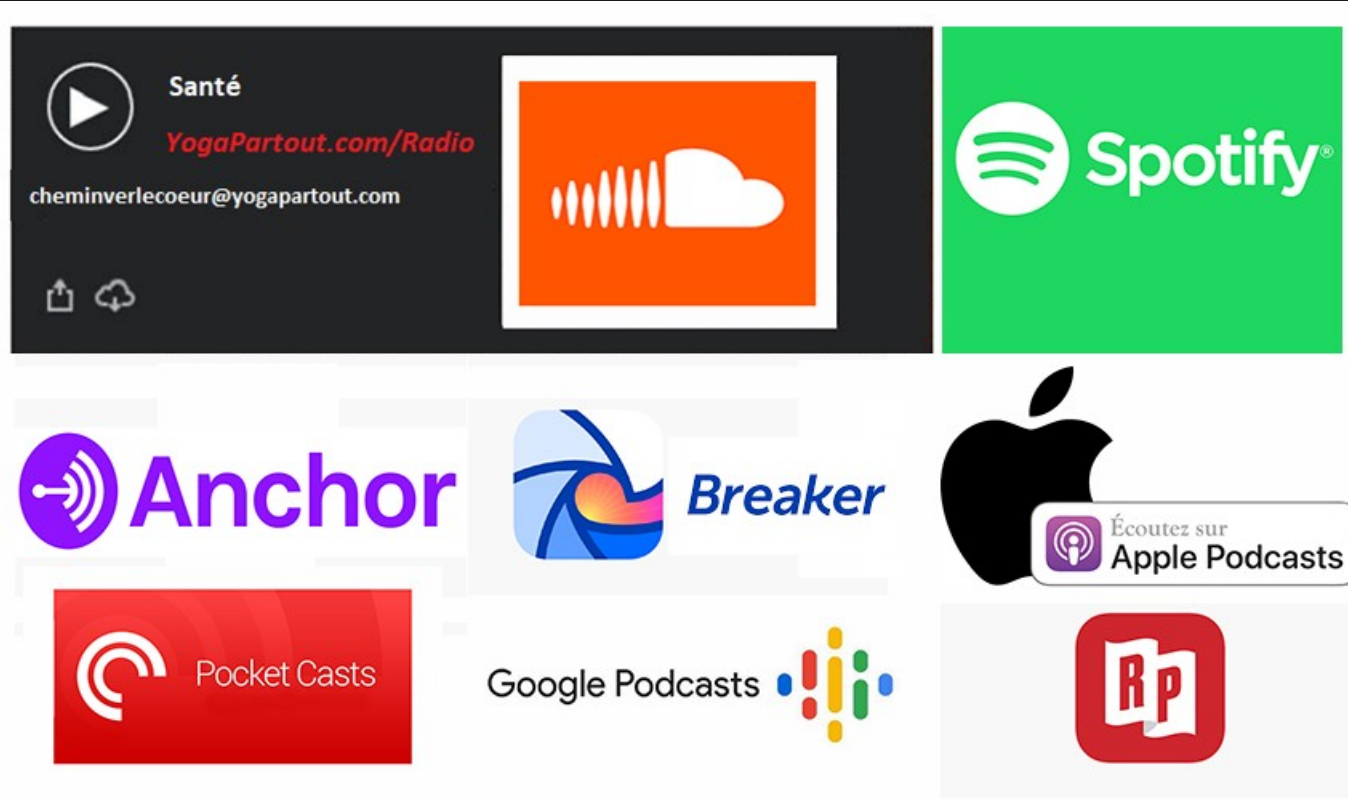 Santé
YogaPartout.com/Radio
cheminverlecoeur@yogapartout.com
Spotify®
Anchor
Breaker
Écoutez sur
Apple Podcasts
Pocket Casts
Google Podcasts
RP